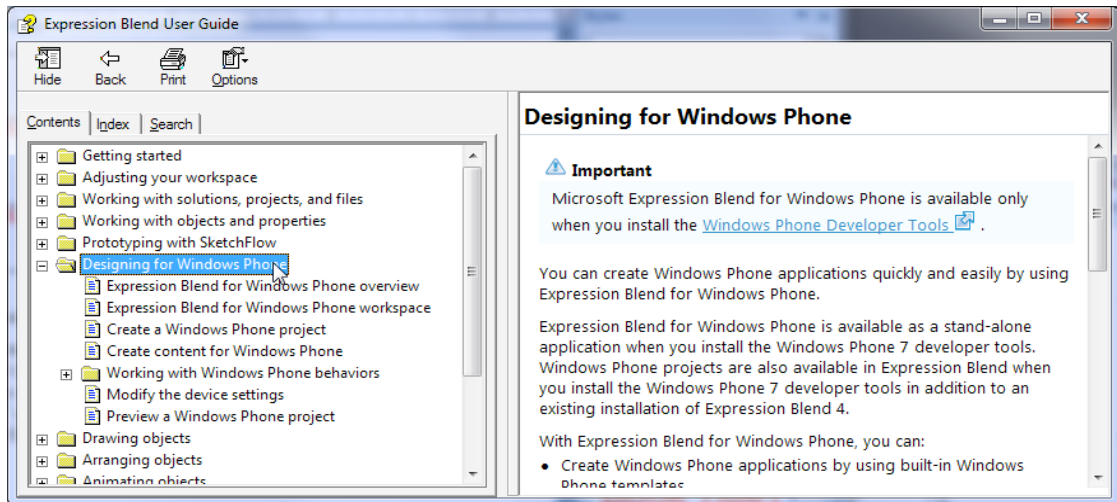 Expression Blend User Guide
Hide Back Print Options
Contents Index Search
Getting started
Adjusting your workspace
Working with solutions, projects, and files
Working with objects and properties
Prototyping with SketchFlow
Designing for Windows Phone
Expression Blend for Windows Phone overview
Expression Blend for Windows Phone workspace
Create a Windows Phone project
Create content for Windows Phone
Working with Windows Phone behaviors
Modify the device settings
Preview a Windows Phone project
Drawing objects
Arranging objects
Animating objects
Designing for Windows Phone
Important
Microsoft Expression Blend for Windows Phone is available only
when you install the Windows Phone Developer Tools .
You can create Windows Phone applications quickly and easily by using
Expression Blend for Windows Phone.
Expression Blend for Windows Phone is available as a stand-alone
application when you install the Windows Phone 7 developer tools.
Windows Phone projects are also available in Expression Blend when
you install the Windows Phone 7 developer tools in addition to an
existing installation of Expression Blend 4.
With Expression Blend for Windows Phone, you can:
• Create Windows Phone applications by using built-in Windows
Phone templates